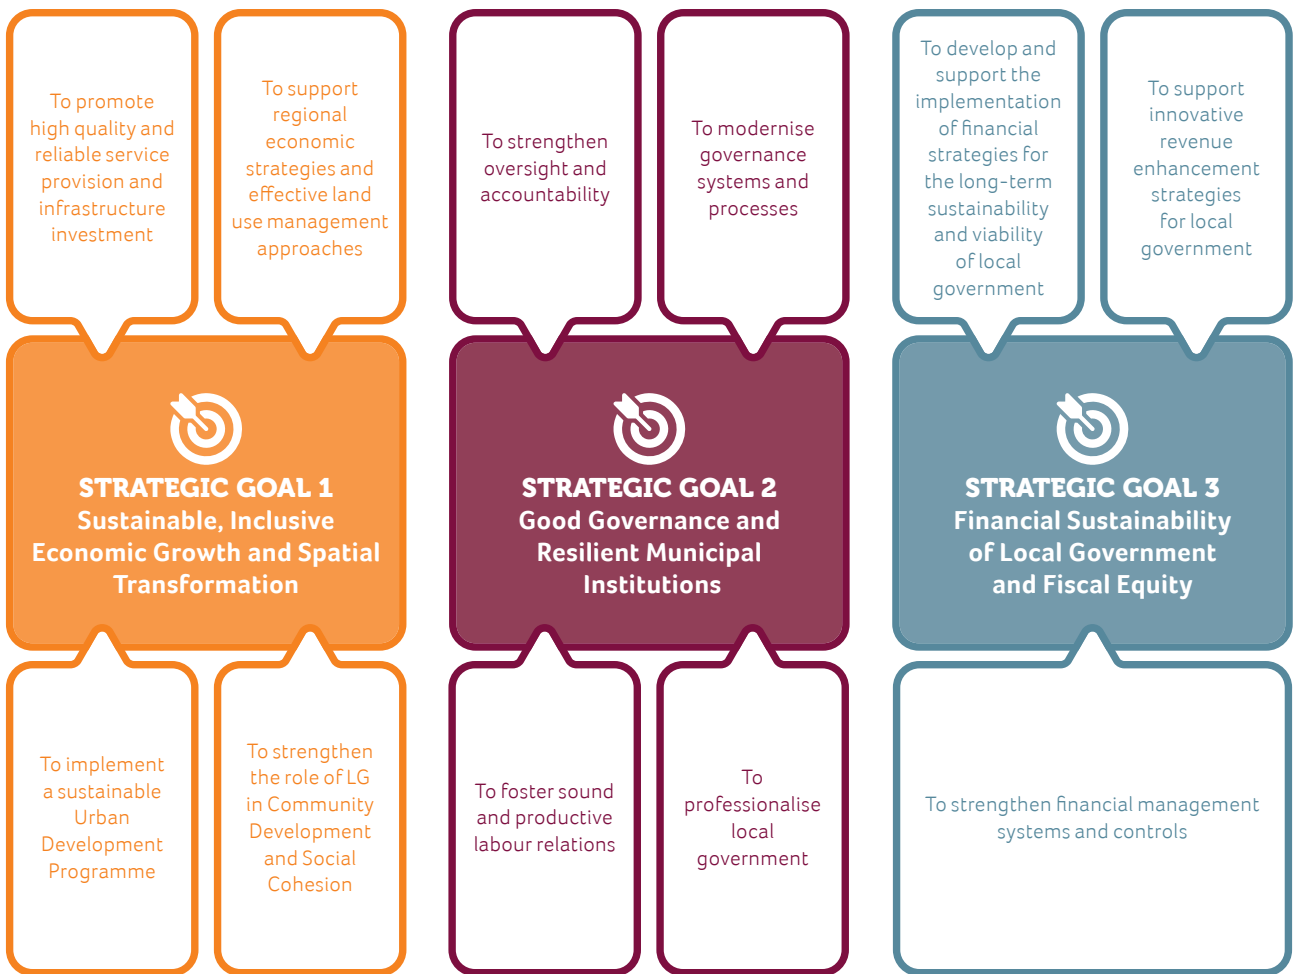 To promote
high quality and
reliable service
provision and
infrastructure
investment
To support
regional
economic
strategies and
effective land
use management
approaches
To strengthen
oversight and
accountability
To modernise
governance
systems and
processes
To develop and
support the
implementation
of financial
strategies for
the long-term
sustainability
and viability
of local
government
To support
innovative
revenue
enhancement
strategies
for local
government
STRATEGIC GOAL 1
Sustainable, Inclusive
Economic Growth and Spatial
Transformation
STRATEGIC GOAL 2
Good Governance and
Resilient Municipal
Institutions
STRATEGIC GOAL 3
Financial Sustainability
of Local Government
and Fiscal Equity
To implement
a sustainable
Urban
Development
Programme
To strengthen
the role of LG
in Community
Development
and Social
Cohesion
To foster sound
and productive
labour relations
To
professionalise
local
government
To strengthen financial management
systems and controls